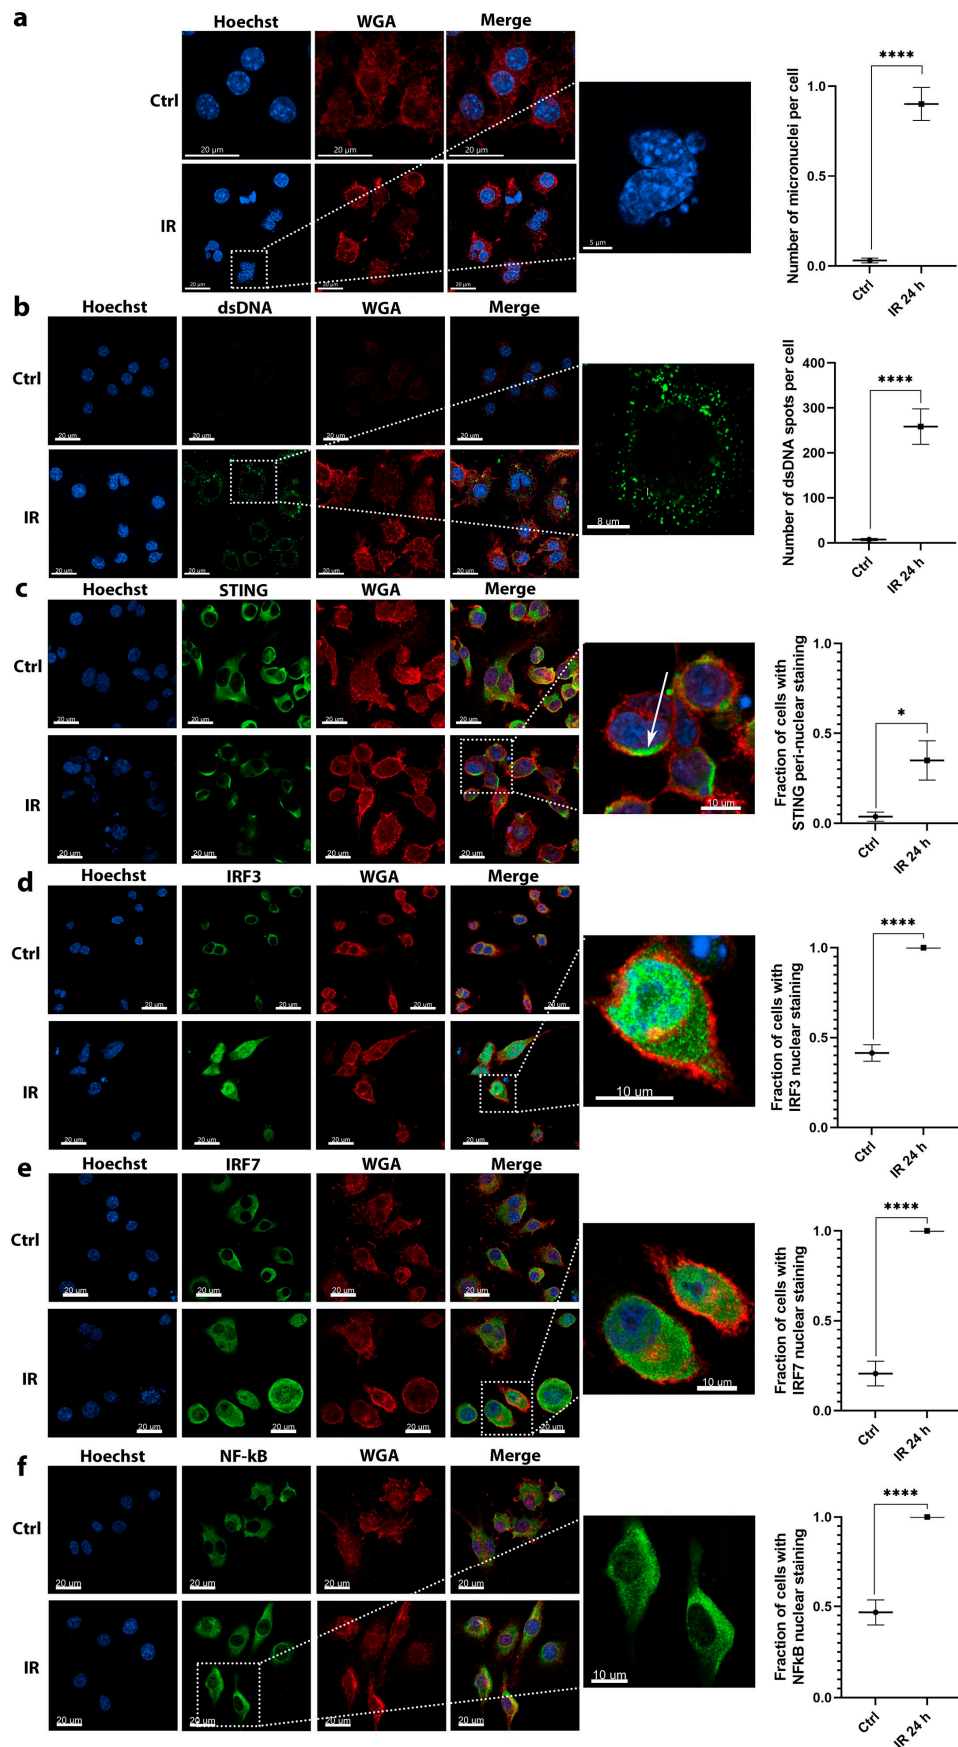 a
Hoechst WGA Merge
Ctrl
20 µm 20 µm 20 µm
IR
20 µm 20 µm 20 µm
5 µm
Number of micronuclei per cell
1.0
0.5
0.0
****
Ctrl IR 24 h
b
Hoechst dsDNA WGA Merge
Ctrl
20 um 20 um 20 um 20 um
IR
20 um 20 um 20 um 20 um
8 um
Number of dsDNA spots per cell
400
300
200
100
0
****
Ctrl IR 24 h
c
Hoechst STING WGA Merge
Ctrl
20 um 20 um 20 um 20 um
IR
20 um 20 um 20 um 20 um
10 um
Fraction of cells with
STING peri-nuclear staining
1.0
0.5
0.0
*
Ctrl IR 24 h
d
Hoechst IRF3 WGA Merge
Ctrl
20 um 20 um 20 um 20 um
IR
20 um 20 um 20 um 20 um
10 um
Fraction of cells with
IRF3 nuclear staining
1.0
0.5
0.0
****
Ctrl IR 24 h
e
Hoechst IRF7 WGA Merge
Ctrl
20 um 20 um 20 um 20 um
IR
20 um 20 um 20 um 20 um
10 um
Fraction of cells with
IRF7 nuclear staining
1.0
0.5
0.0
****
Ctrl IR 24 h
f
Hoechst NF-kB WGA Merge
Ctrl
20 um 20 um 20 um 20 um
IR
20 um 20 um 20 um 20 um
10 um
Fraction of cells with
NFkB nuclear staining
1.0
0.5
0.0
****
Ctrl IR 24 h